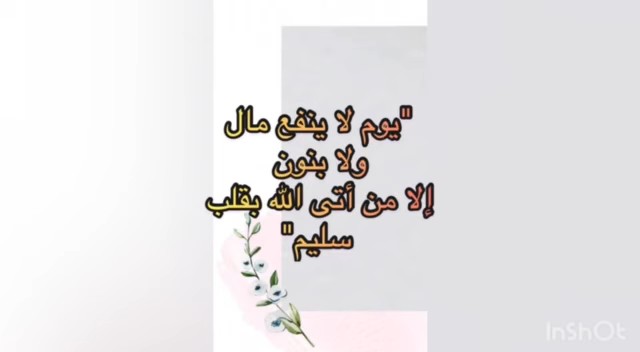 "يوم لا ينفع مال
ولا بنون
إلا من أتى الله بقلب
سليم"
InShOt